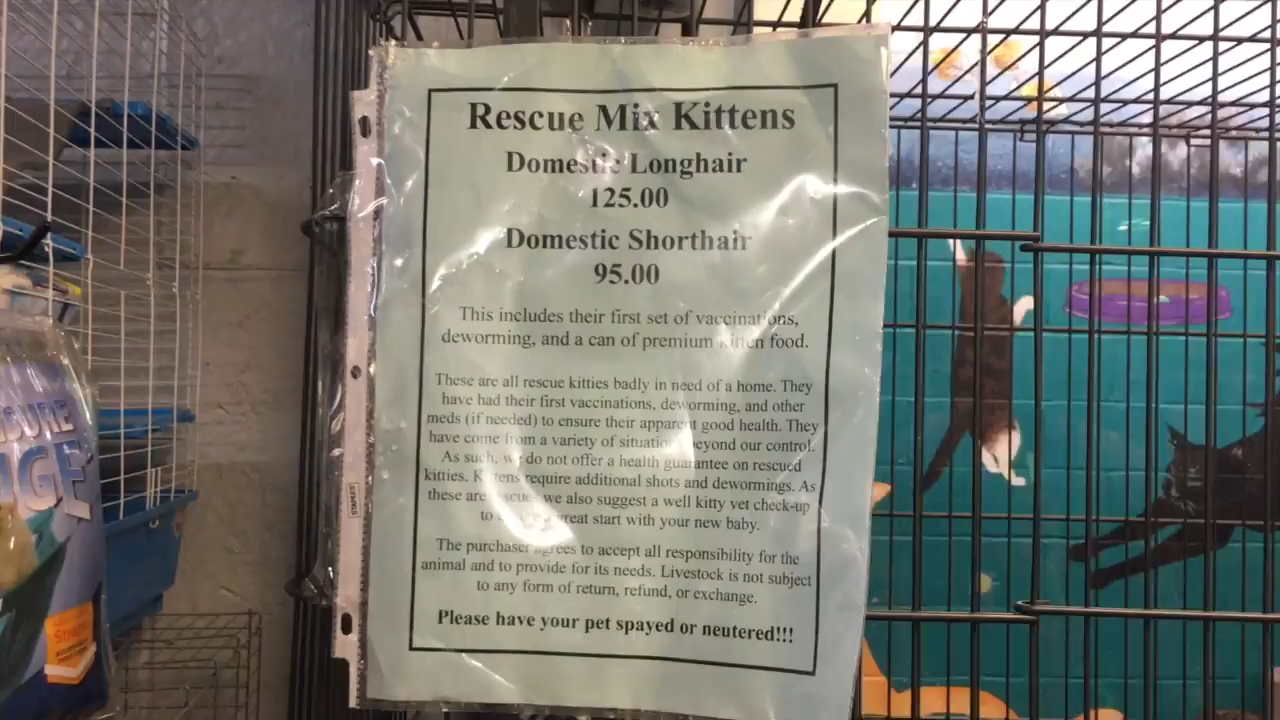 Rescue Mix Kittens
Domestic Longhair
125.00
Domestic Shorthair
95.00
This includes their first set of vaccinations,
deworming, and a can of premium kitten food.
These are all rescue kitties badly in need of a home. They
have had their first vaccinations, deworming, and other
meds (if needed) to ensure their apparent good health. They
have come from a variety of situations beyond our control.
As such, we do not offer a health guarantee on rescued
kitties. Kittens require additional shots and dewormings. As
these are rescues we also suggest a well kitty vet check-up
to great start with your new baby.
The purchaser agrees to accept all responsibility for the
animal and to provide for its needs. Livestock is not subject
to any form of return, refund, or exchange.
Please have your pet spayed or neutered!!!
STAPLES